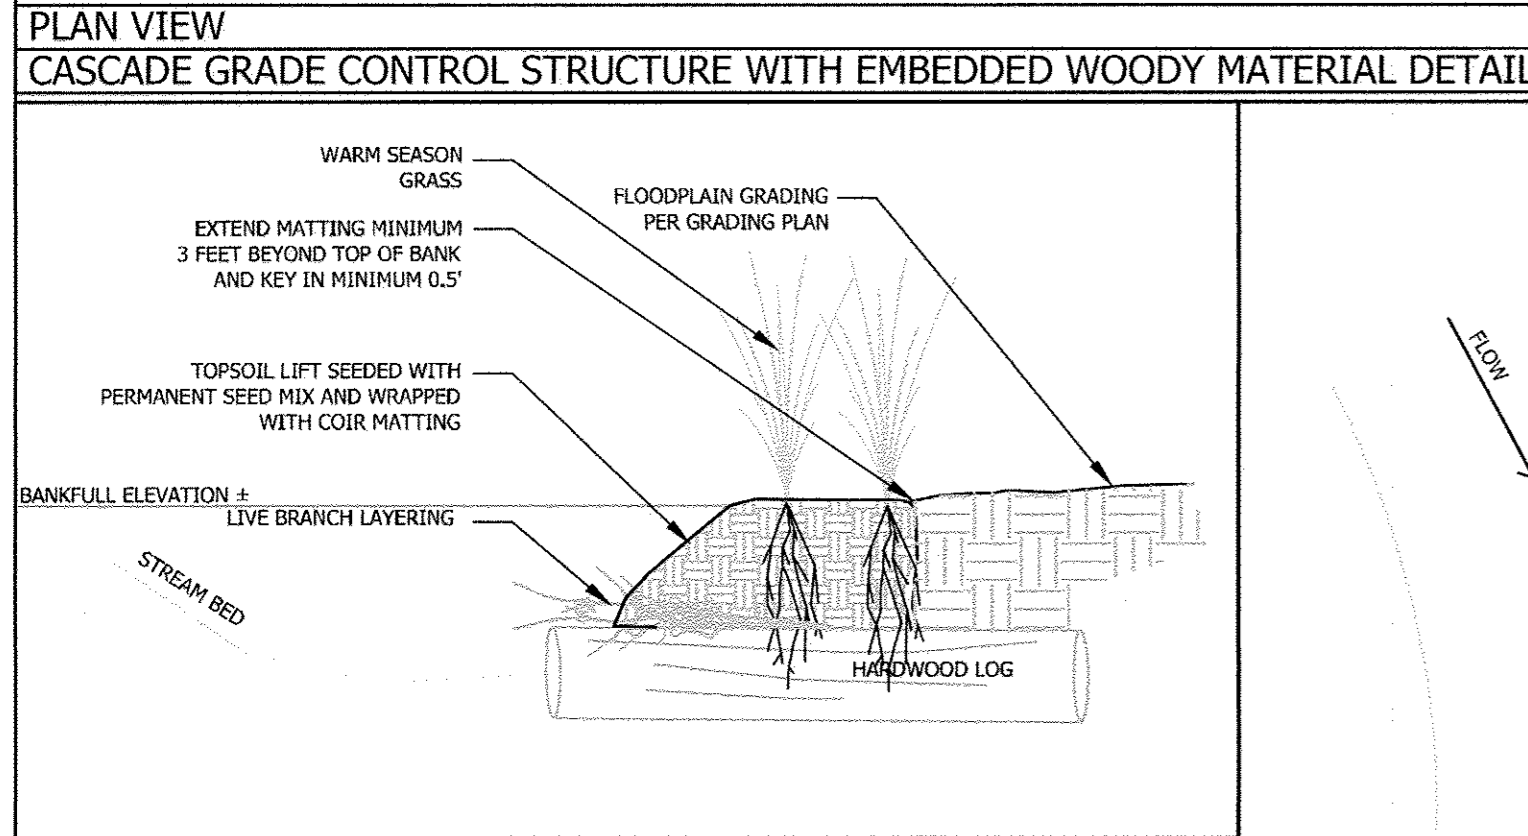 PLAN VIEW
CASCADE GRADE CONTROL STRUCTURE WITH EMBEDDED WOODY MATERIAL DETAIL
WARM SEASON
GRASS
FLOODPLAIN GRADING
PER GRADING PLAN
EXTEND MATTING MINIMUM
3 FEET BEYOND TOP OF BANK
AND KEY IN MINIMUM 0.5'
TOPSOIL LIFT SEEDED WITH
PERMANENT SEED MIX AND WRAPPED
WITH COIR MATTING
BANKFULL ELEVATION ±
LIVE BRANCH LAYERING
STREAM BED
HARDWOOD LOG
FLOW